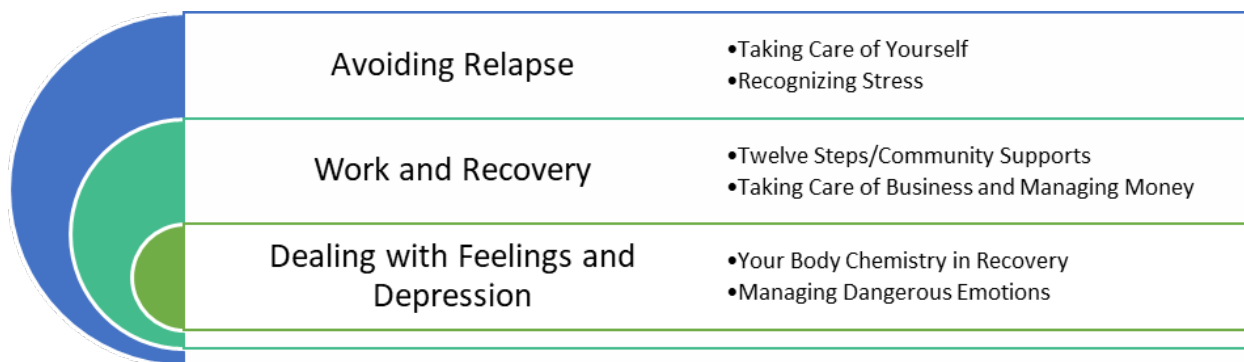 Avoiding Relapse
•Taking Care of Yourself
•Recognizing Stress
Work and Recovery
•Twelve Steps/Community Supports
•Taking Care of Business and Managing Money
Dealing with Feelings and
Depression
•Your Body Chemistry in Recovery
•Managing Dangerous Emotions